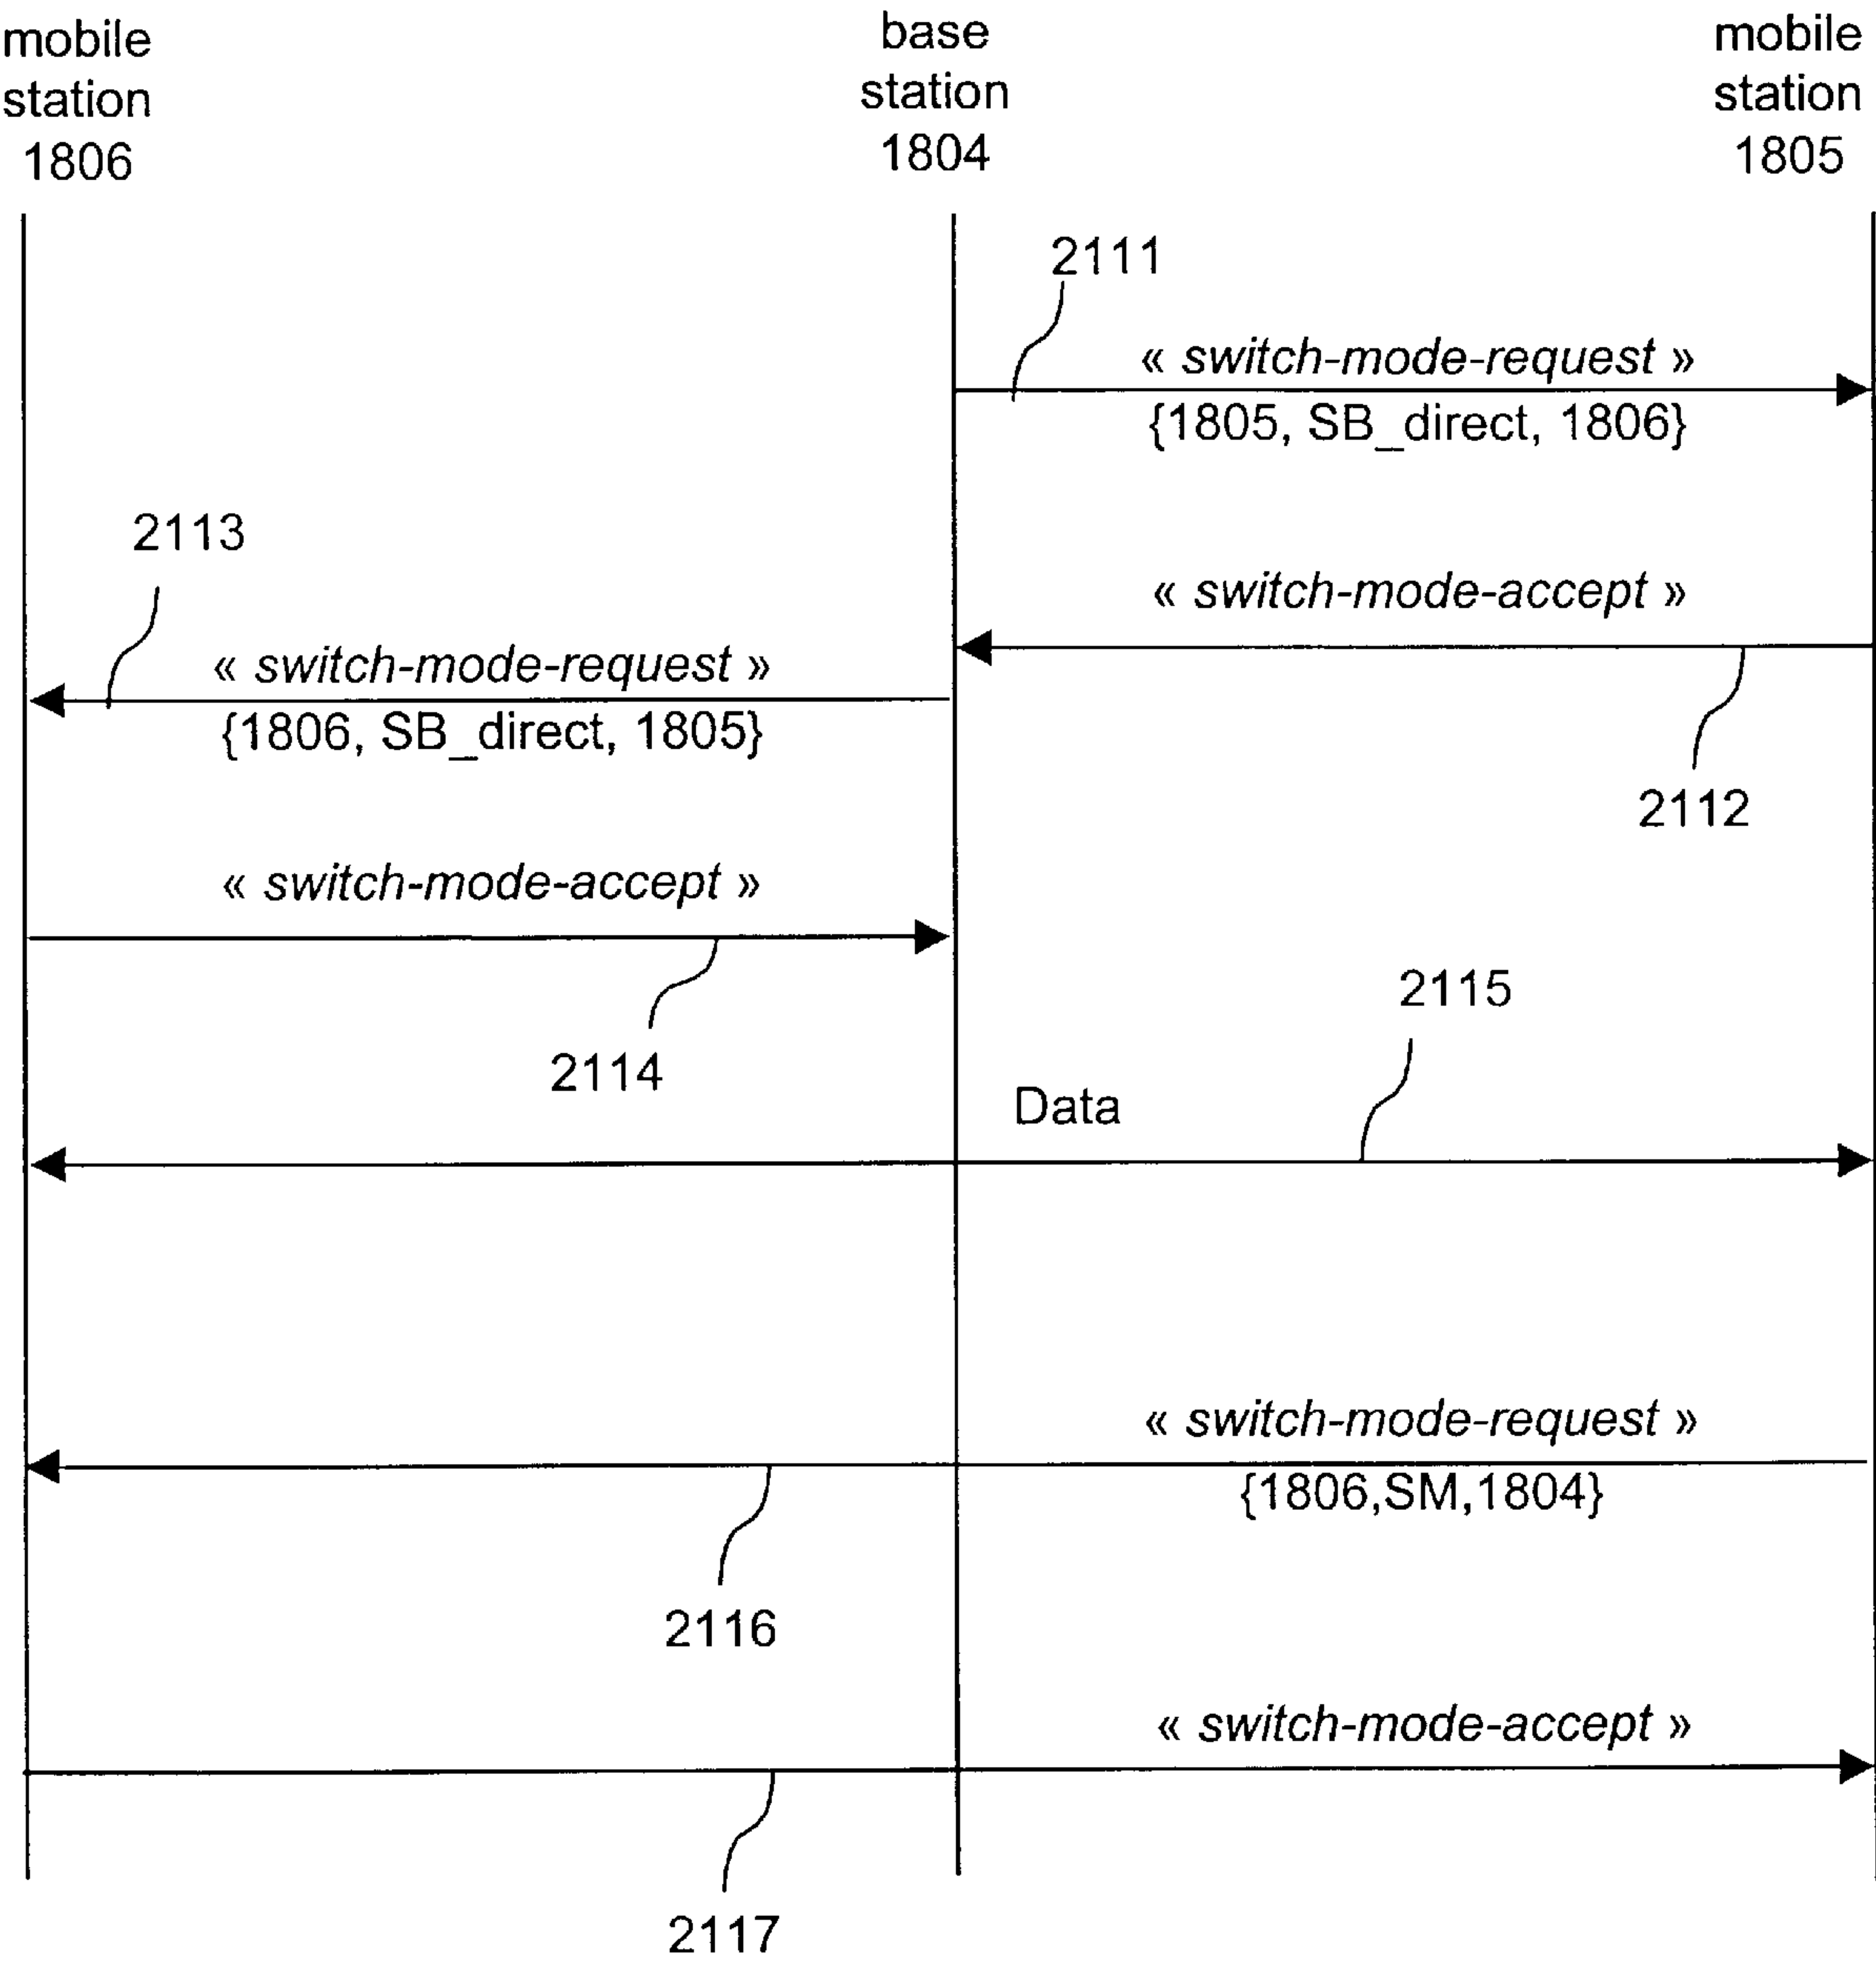 mobile
station
1806
base
station
1804
mobile
station
1805
2111
« switch-mode-request »
{1805, SB_direct, 1806}
2113
« switch-mode-accept »
« switch-mode-request »
{1806, SB_direct, 1805}
2112
« switch-mode-accept »
2115
2114
Data
« switch-mode-request »
{1806,SM,1804}
2116
« switch-mode-accept »
2117